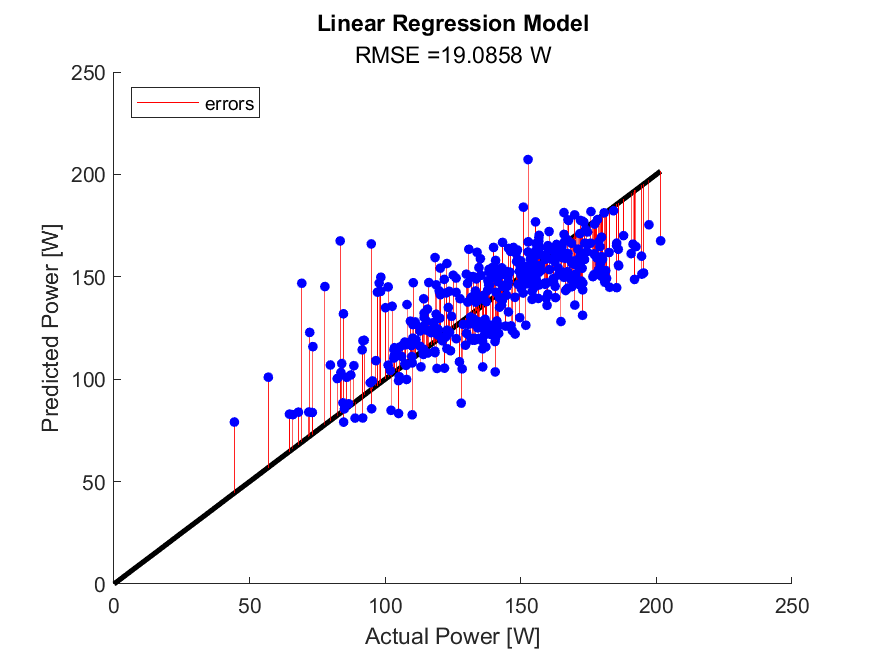 Linear Regression Model
RMSE =19.0858 W
errors
250
200
150
100
50
0
Predicted Power [W]
0 50 100 150 200 250
Actual Power [W]